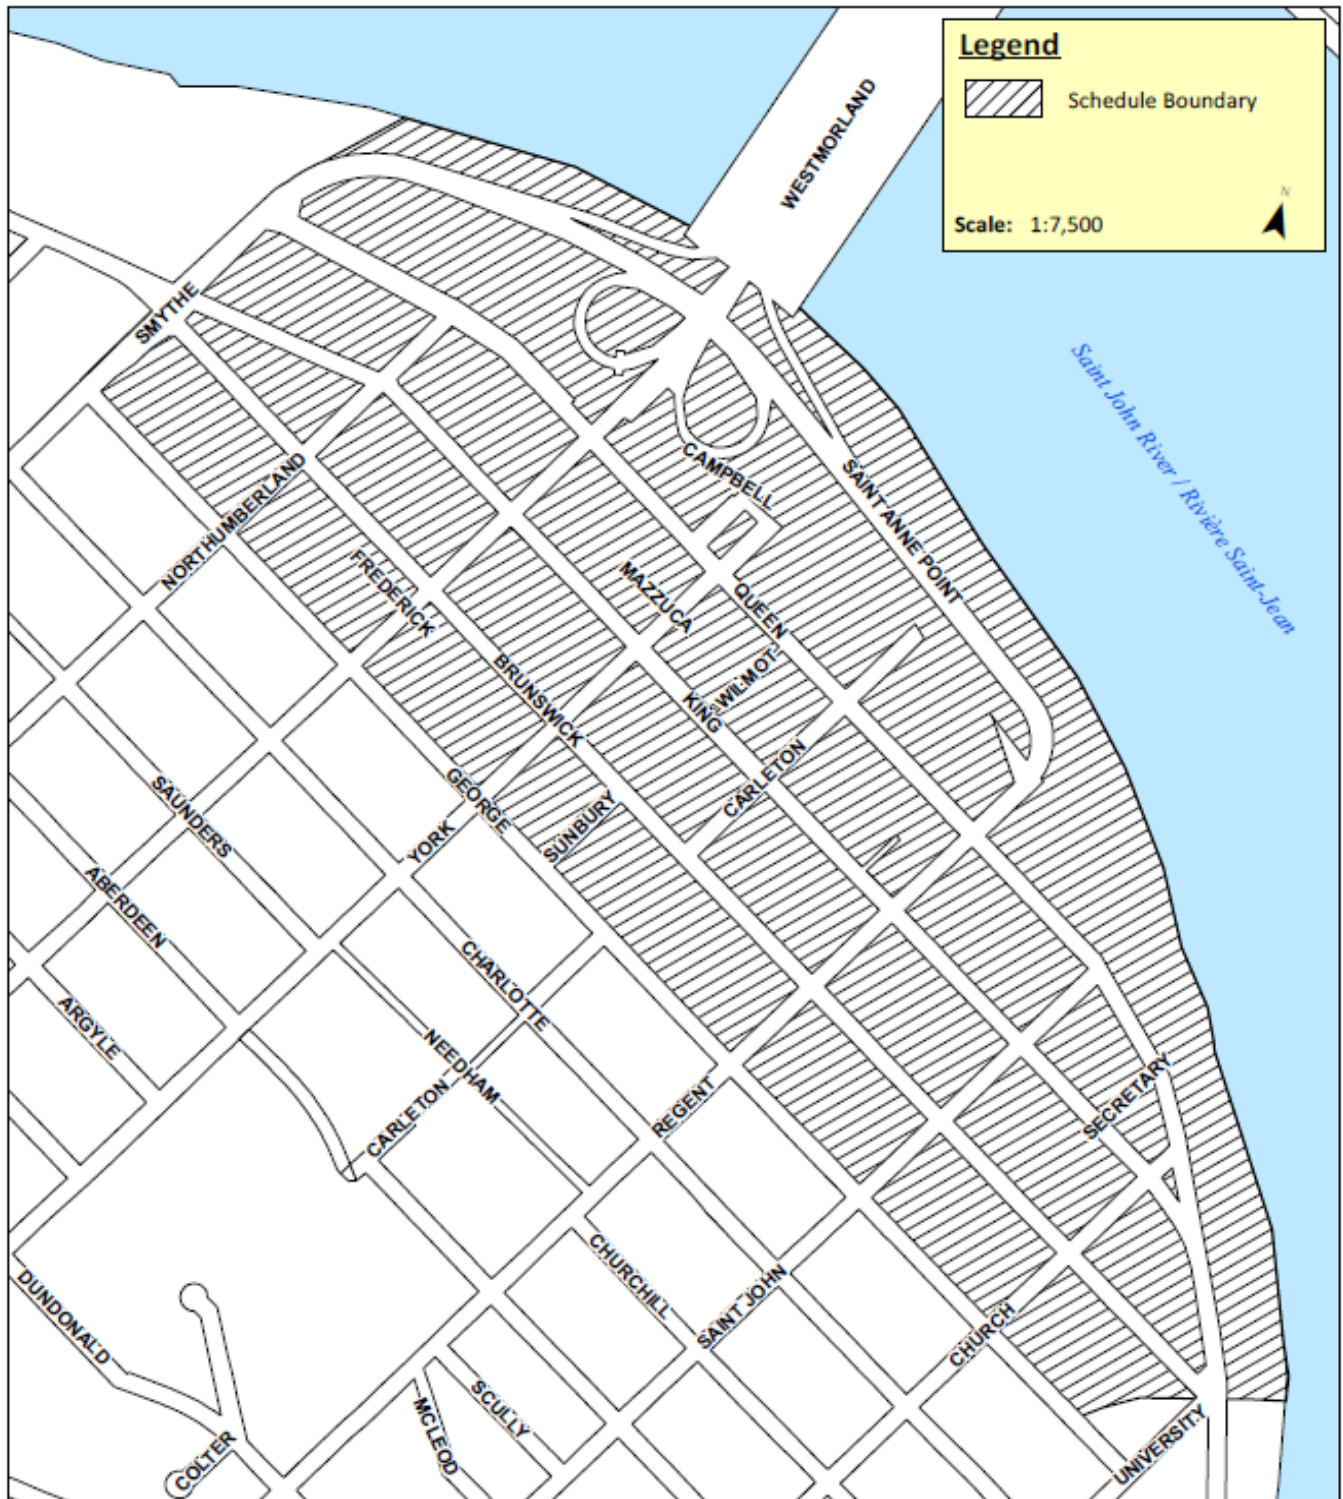 Legend
Schedule Boundary
N
Scale: 1:7,500
WESTMORLAND
SMYTHE
Saint John River / Rivière Saint-Jean
CAMPBELL
SAINT ANNE POINT
NORTHUMBERLAND
FREDERICK
MAZZUCA
QUEEN
WILMOT
BRUNSWICK
KING
CARLETON
GEORGE
SUNBURY
YORK
SAUNDERS
ABERDEEN
CHARLOTTE
ARGYLE
NEEDHAM
CARLETON
REGENT
SECRETARY
CHURCHILL
SAINT JOHN
CHURCH
DUNDONALD
SCULLY
MCLEOD
COLTER
UNIVERSITY